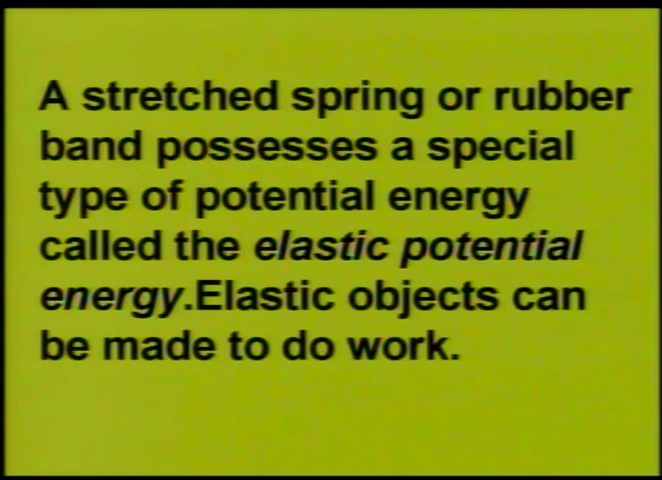 A stretched spring or rubber
band possesses a special
type of potential energy
called the elastic potential
energy.Elastic objects can
be made to do work.